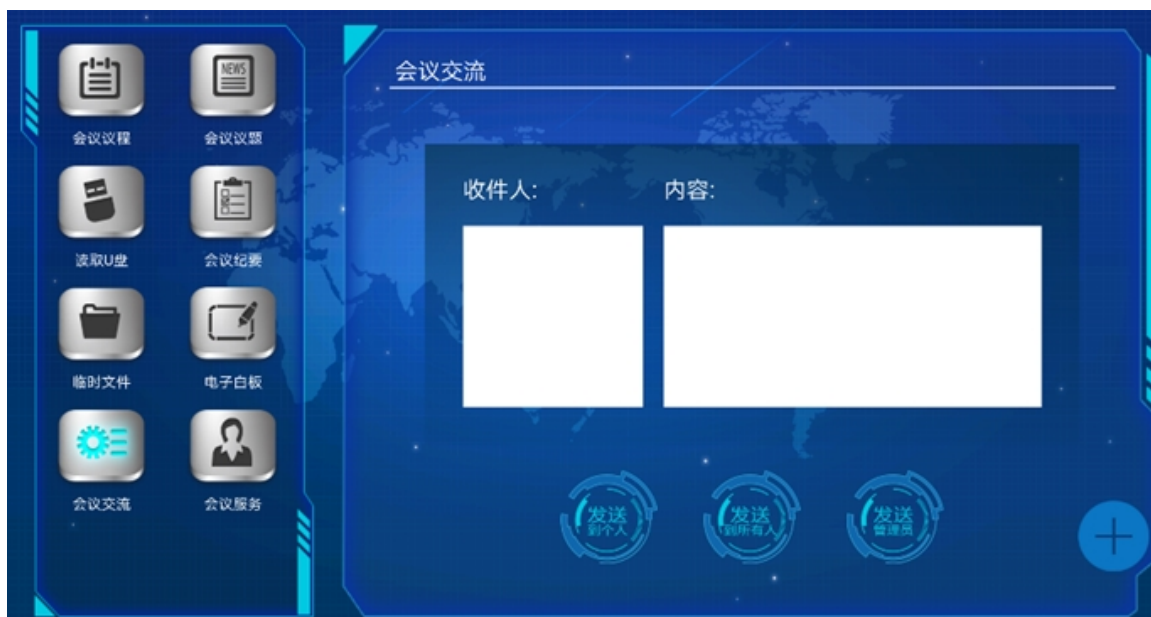 会议交流
NEWS
会议议程
会议议题
读取U盘
会议纪要
临时文件
电子白板
会议交流
会议服务
收件人:
内容:
发送
到个人
发送
到所有人
发送
管理员